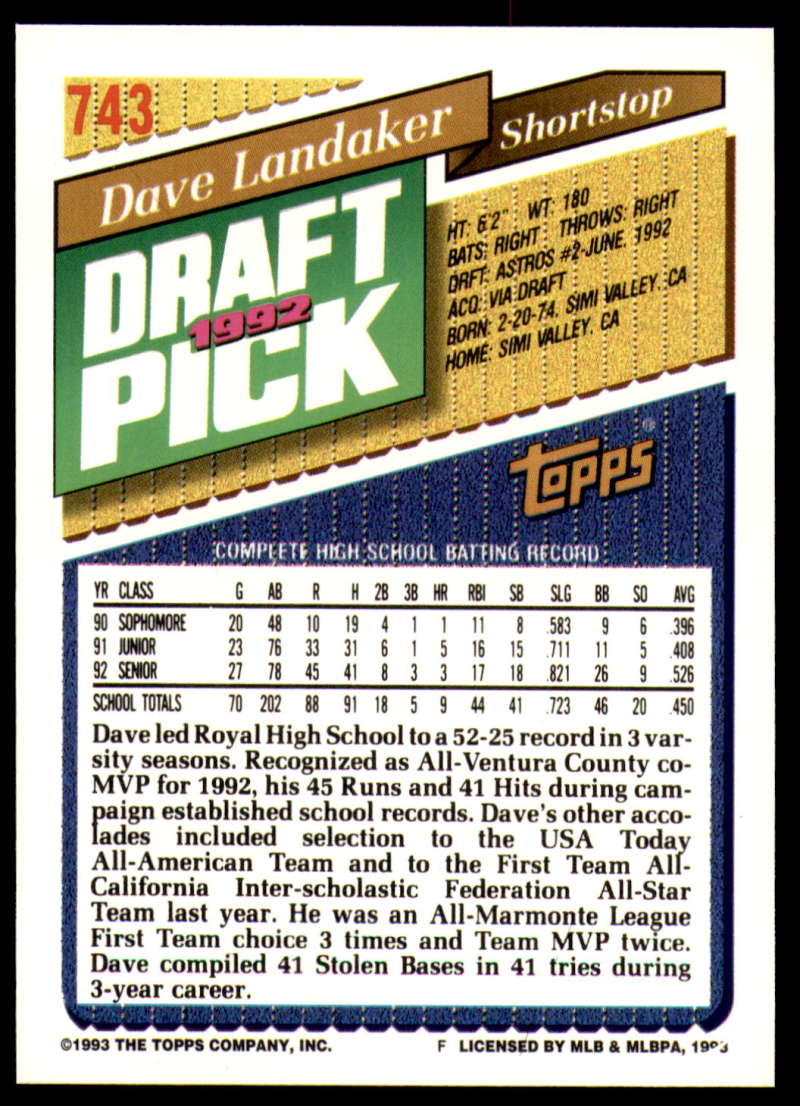 743
Dave Landaker
Shortstop
DRAFT
1992
PICK
HT: 6'2" WT: 180
BATS: RIGHT THROWS: RIGHT
DRFT: ASTROS #2-JUNE, 1992
ACQ: VIA DRAFT
BORN: 2-20-74, SIMI VALLEY, CA
HOME: SIMI VALLEY, CA
Topps®
COMPLETE HIGH SCHOOL BATTING RECORD
YR CLASS G AB R H 2B 3B HR RBI SB SLG BB SO AVG
90 SOPHOMORE 20 48 10 19 4 1 1 11 8 .583 9 6 .396
91 JUNIOR 23 76 33 31 6 1 5 16 15 .711 11 5 .408
92 SENIOR 27 78 45 41 8 3 3 17 18 .821 26 9 .526
SCHOOL TOTALS 70 202 88 91 18 5 9 44 41 .723 46 20 .450
Dave led Royal High School to a 52-25 record in 3 var-
sity seasons. Recognized as All-Ventura County co-
MVP for 1992, his 45 Runs and 41 Hits during cam-
paign established school records. Dave's other acco-
lades included selection to the USA Today
All-American Team and to the First Team All-
California Inter-scholastic Federation All-Star
Team last year. He was an All-Marmonte League
First Team choice 3 times and Team MVP twice.
Dave compiled 41 Stolen Bases in 41 tries during
3-year career.
©1993 THE TOPPS COMPANY, INC. F LICENSED BY MLB & MLBPA, 1993